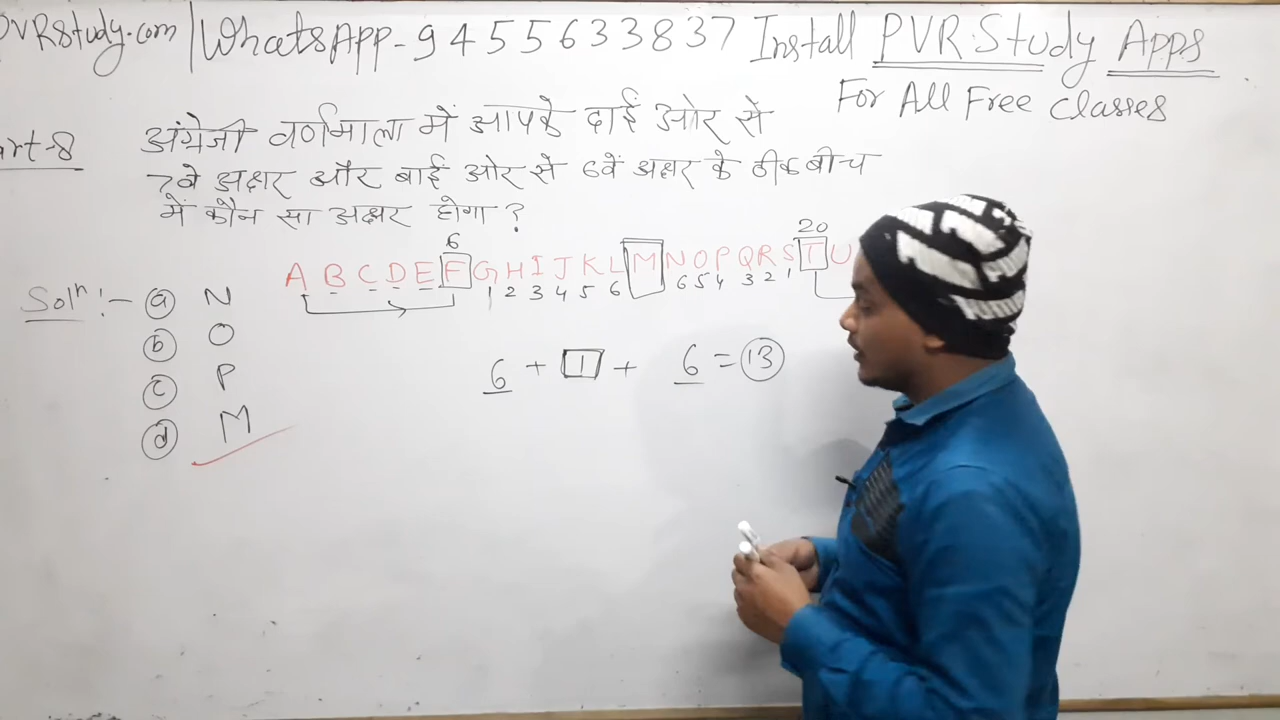 PVRStudy.com | WhatsApp - 9455633837 Install PVR Study Apps
For All Free Classes
art-8
अंग्रेजी वर्णमाला में आपके दाई ओर से
7वे अक्षर और बाई ओर से 6वें अक्षर के ठीक बीच
में कौन सा अक्षर होगा ?
6 20
A B C D E F G H I J K L M N O P Q R S T U
1 2 3 4 5 6 6 5 4 3 2 1
Solⁿ :- (a) N
(b) O
(c) P
(d) M
6 + 1 + 6 = 13